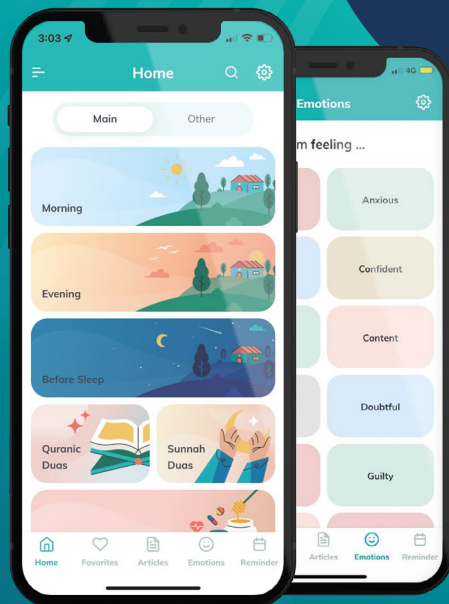 3:03
Home
Main
Other
Morning
Evening
Before Sleep
Quranic
Duas
Sunnah
Duas
Home
Favorites
Articles
Emotions
Reminder
4G
Emotions
m feeling ...
Anxious
Confident
Content
Doubtful
Guilty
Articles
Emotions
Reminder